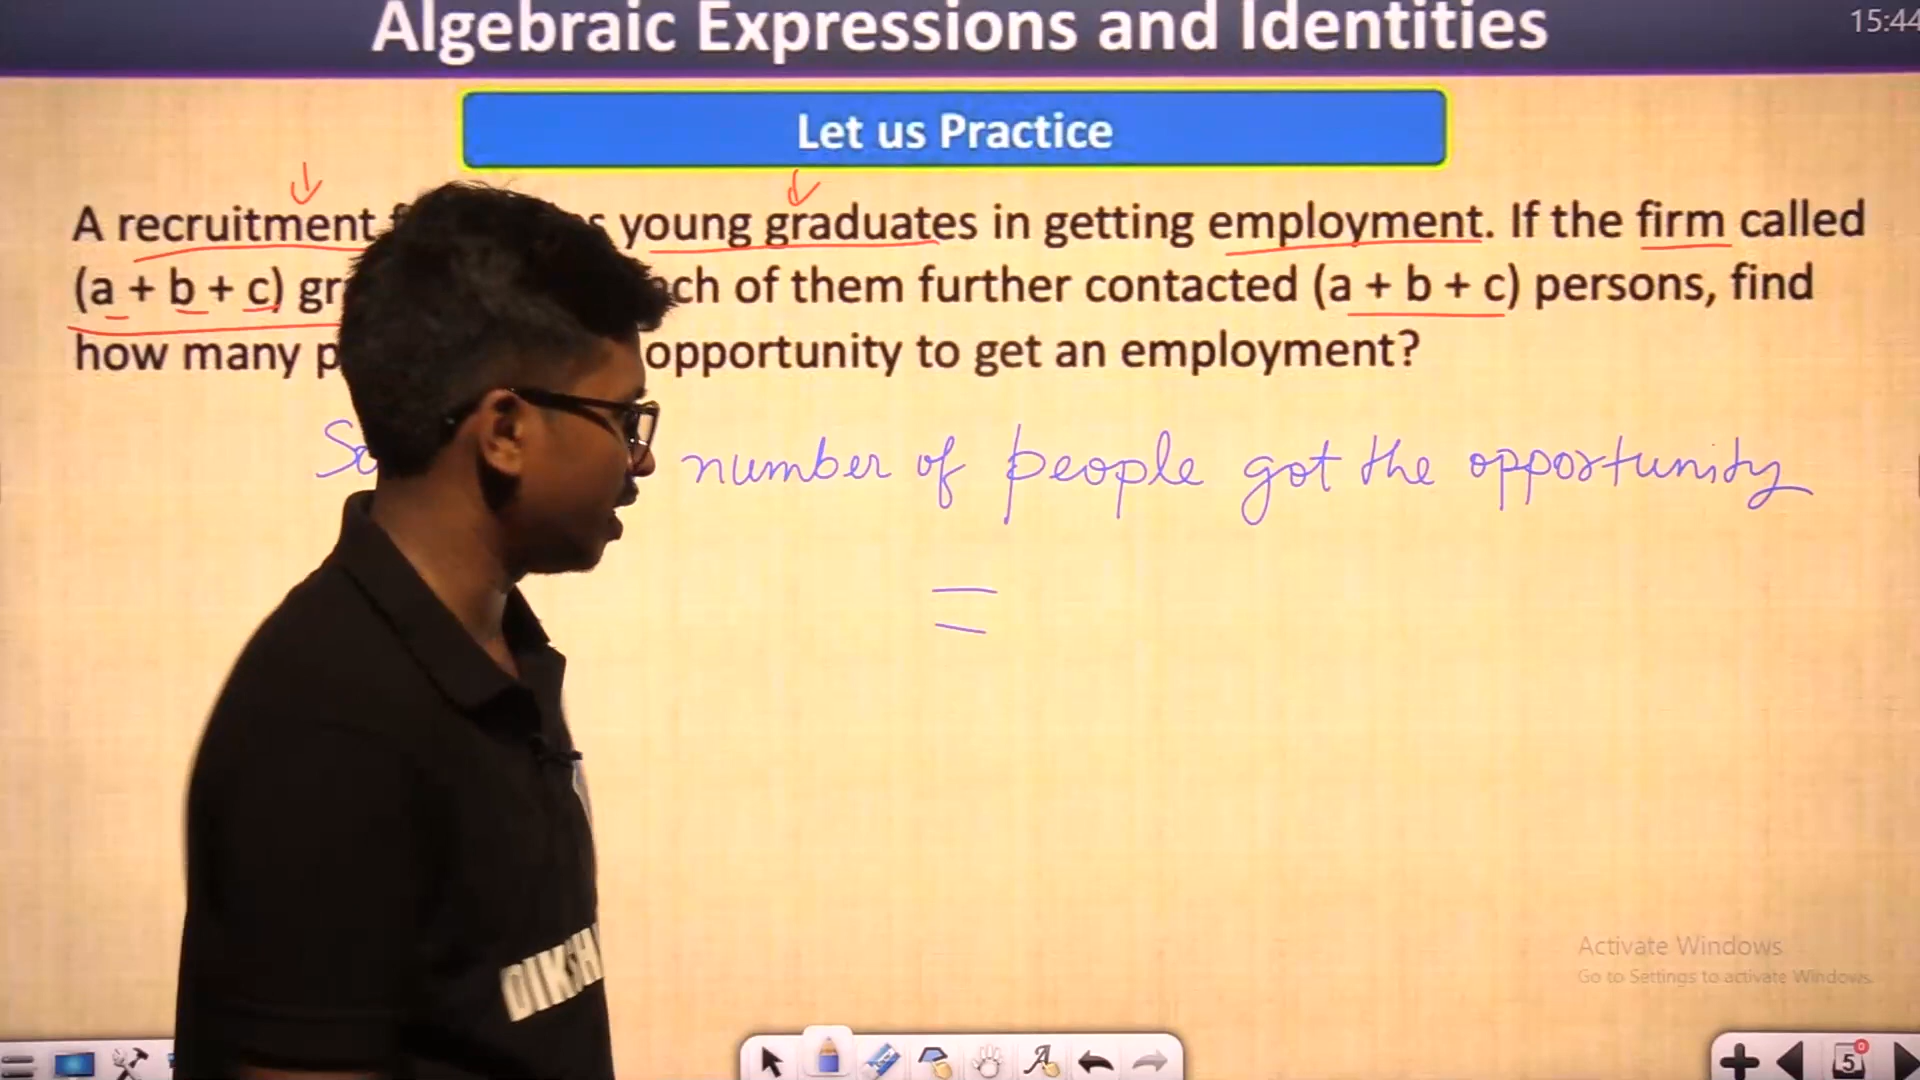 Algebraic Expressions and Identities
15:44
Let us Practice
A recruitment young graduates in getting employment. If the firm called
(a + b + c) of them further contacted (a + b + c) persons, find
how many opportunity to get an employment?
number of people got the opportunity
=
Activate Windows
Go to Settings to activate Windows.
5
0